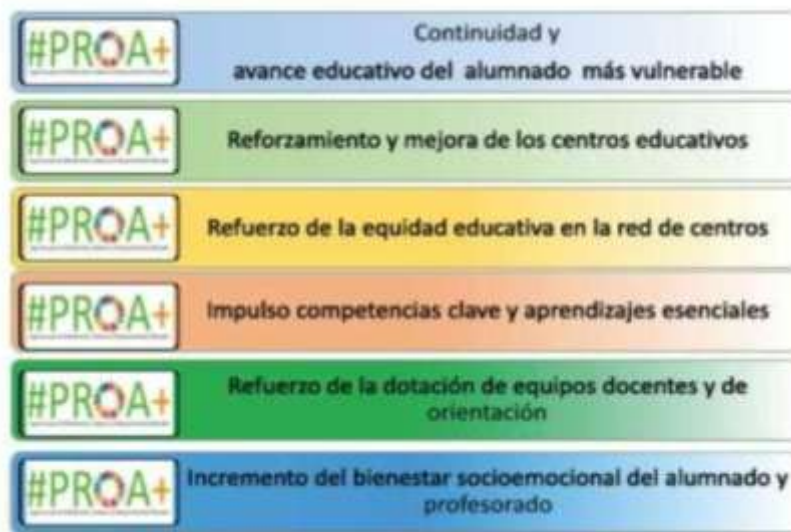 #PROA+
Continuidad y
avance educativo del alumnado más vulnerable
#PROA+
Reforzamiento y mejora de los centros educativos
#PROA+
Refuerzo de la equidad educativa en la red de centros
#PROA+
Impulso competencias clave y aprendizajes esenciales
#PROA+
Refuerzo de la dotación de equipos docentes y de
orientación
#PROA+
Incremento del bienestar socioemocional del alumnado y
profesorado